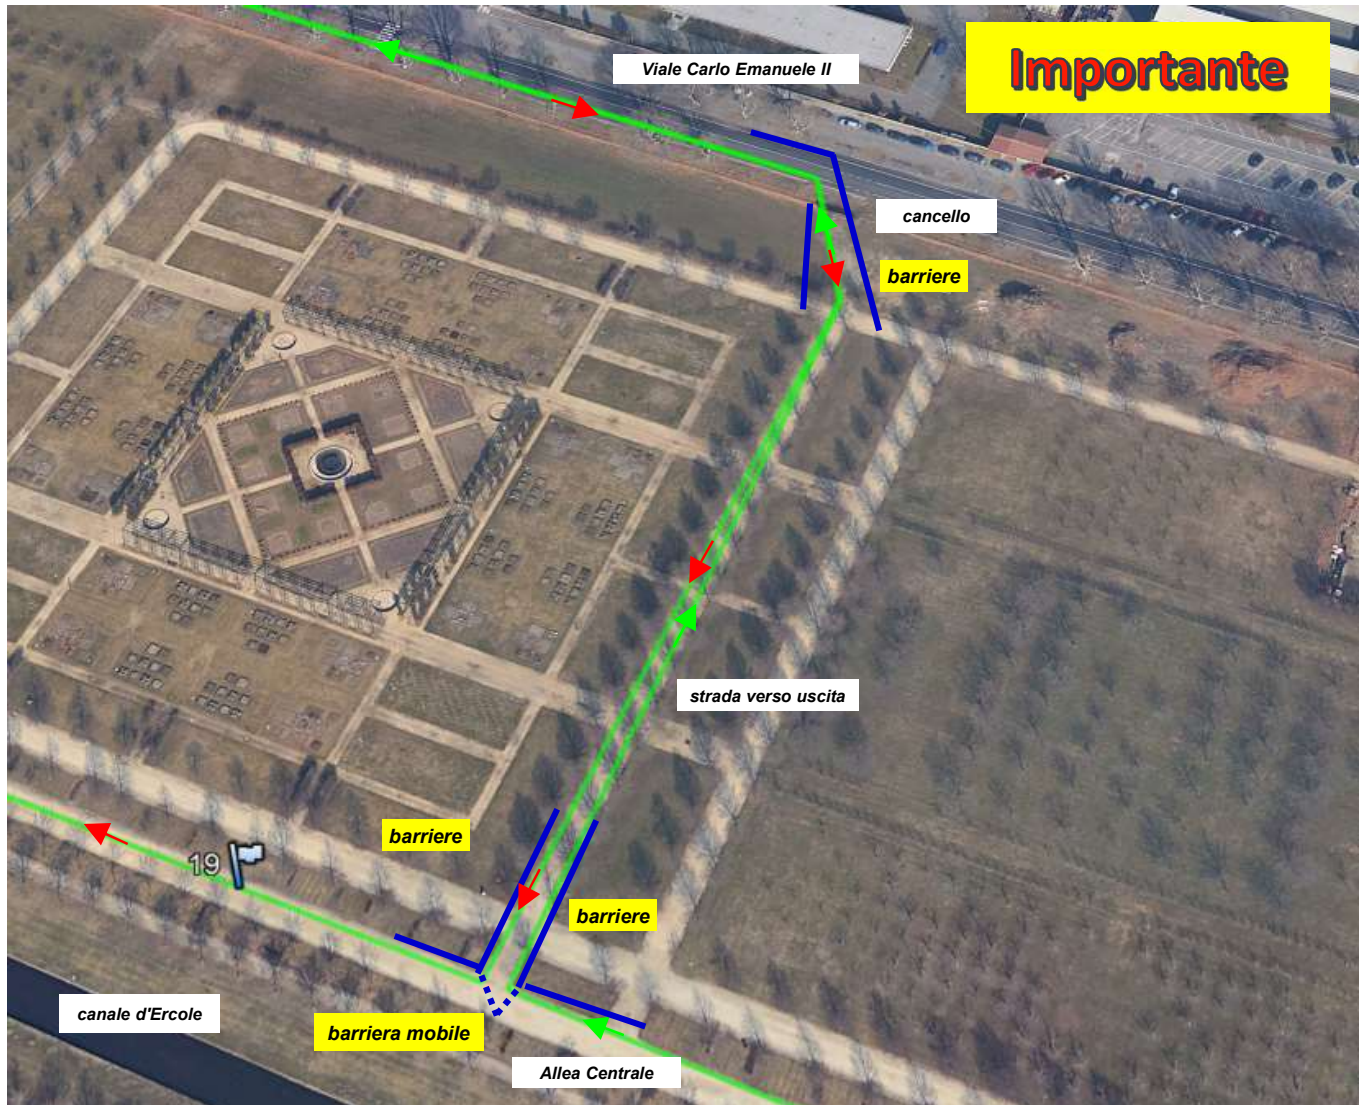 Importante
Viale Carlo Emanuele II
cancello
barriere
strada verso uscita
barriere
19
barriere
canale d'Ercole
barriera mobile
Allea Centrale